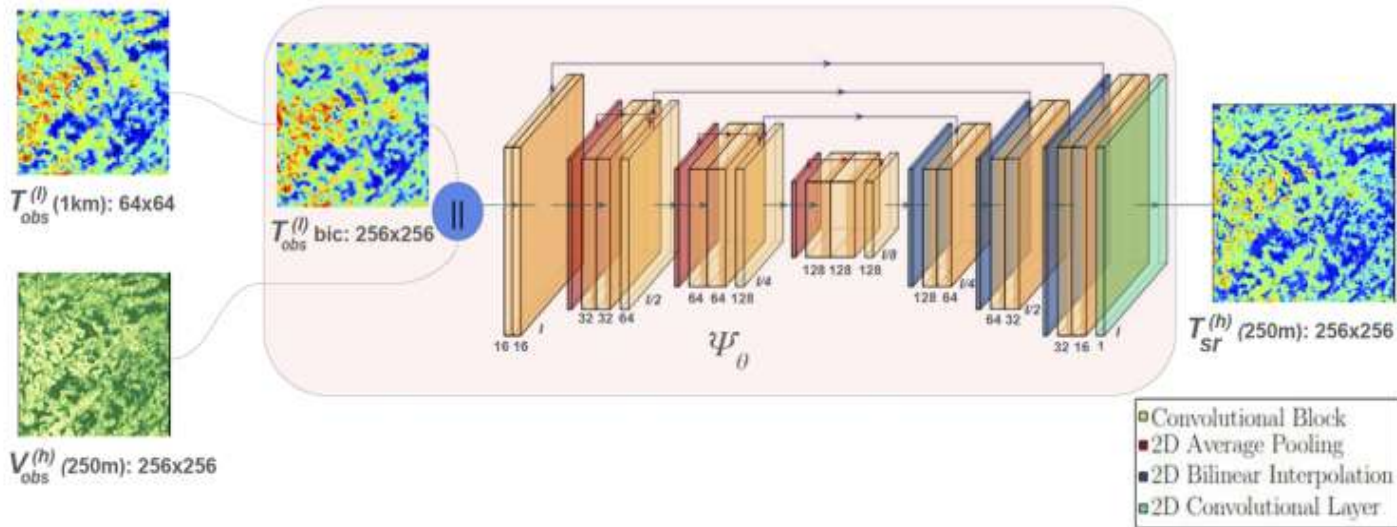 T_obs^(l) (1km): 64x64
T_obs^(l) bic: 256x256
V_obs^(h) (250m): 256x256
||
16 16 I
32 32 64 I/2
64 64 128 I/4
128 128 128 I/8
128 64 I/4
64 32 I/2
32 16 1 I
Ψ_θ
T_sr^(h) (250m): 256x256
Convolutional Block
2D Average Pooling
2D Bilinear Interpolation
2D Convolutional Layer